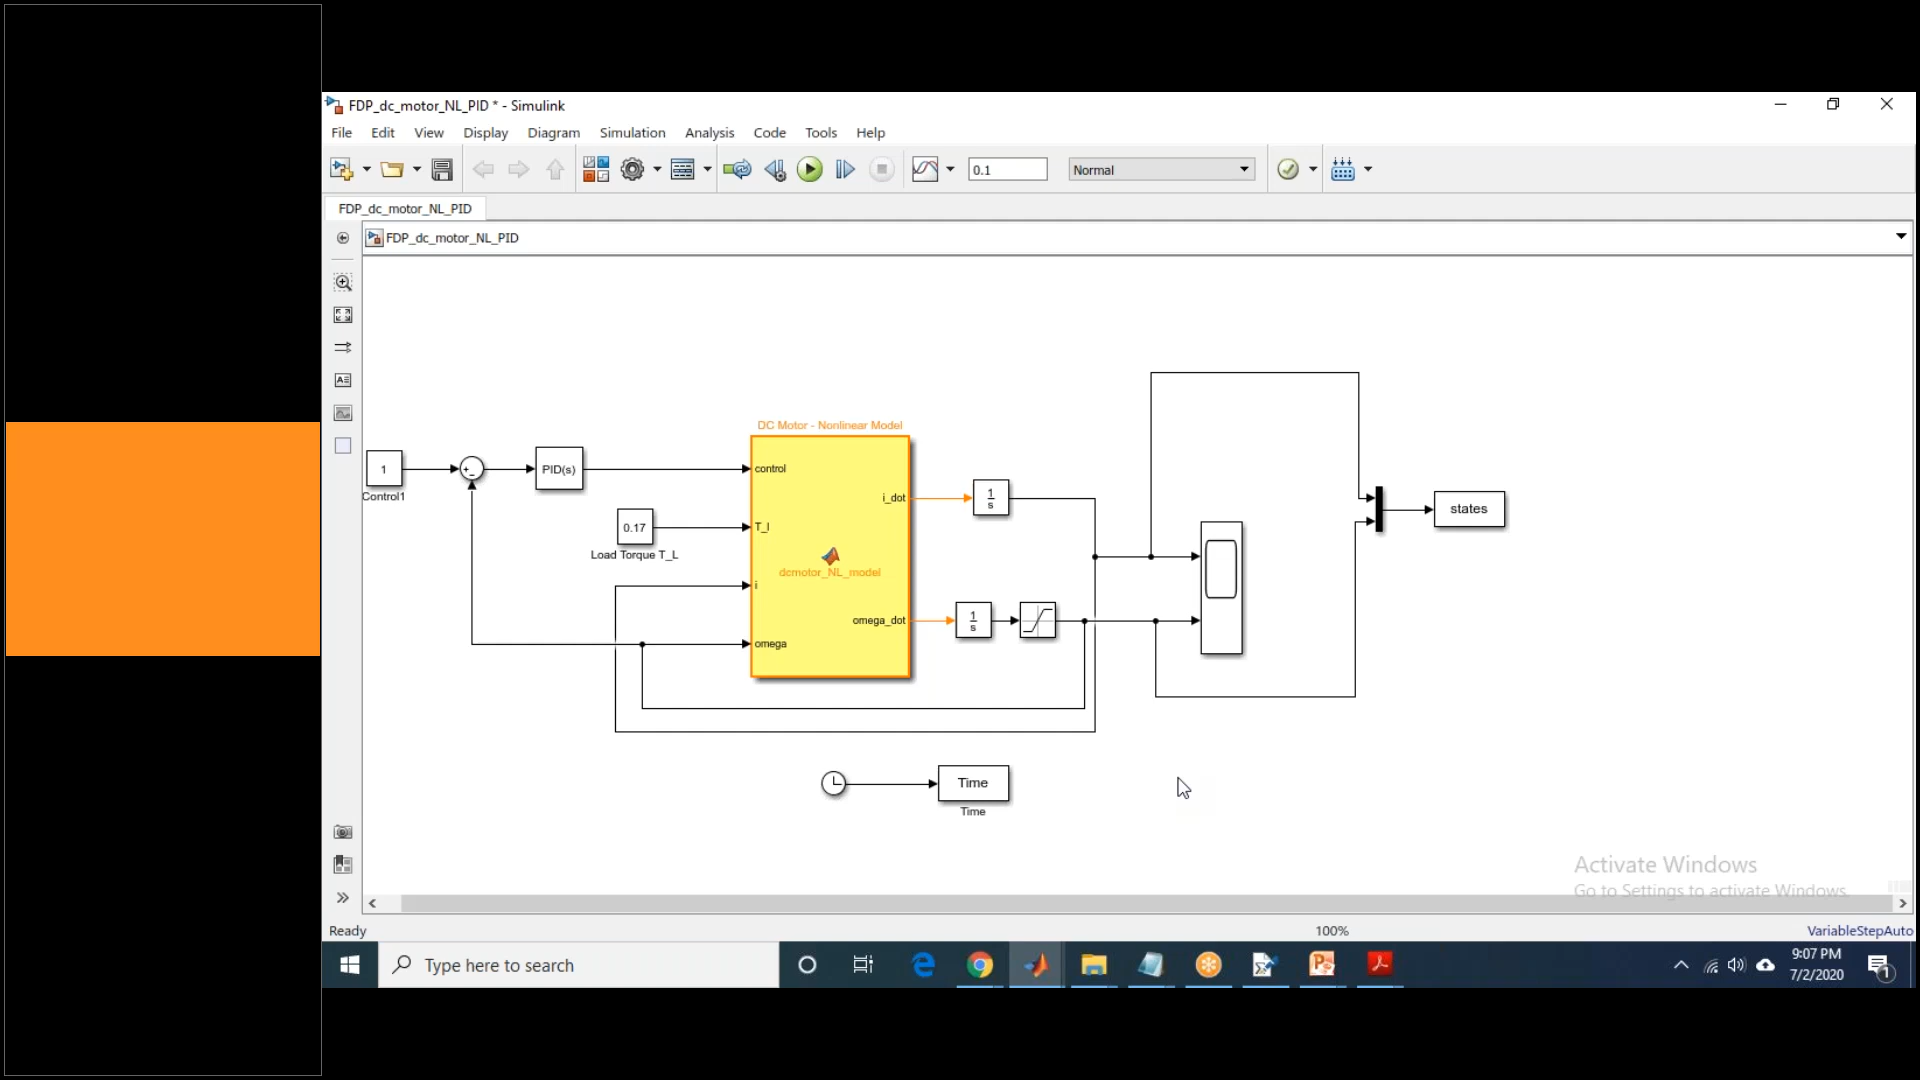 FDP_dc_motor_NL_PID * - Simulink
File Edit View Display Diagram Simulation Analysis Code Tools Help
0.1 Normal
FDP_dc_motor_NL_PID
FDP_dc_motor_NL_PID
DC Motor - Nonlinear Model
1
Control1
+
-
PID(s)
control
i_dot
1
s
states
0.17
Load Torque T_L
T_l
dcmotor_NL_model
i
omega_dot
1
s
omega
Time
Time
Activate Windows
Go to Settings to activate Windows.
Ready 100% VariableStepAuto
Type here to search
9:07 PM
7/2/2020
1